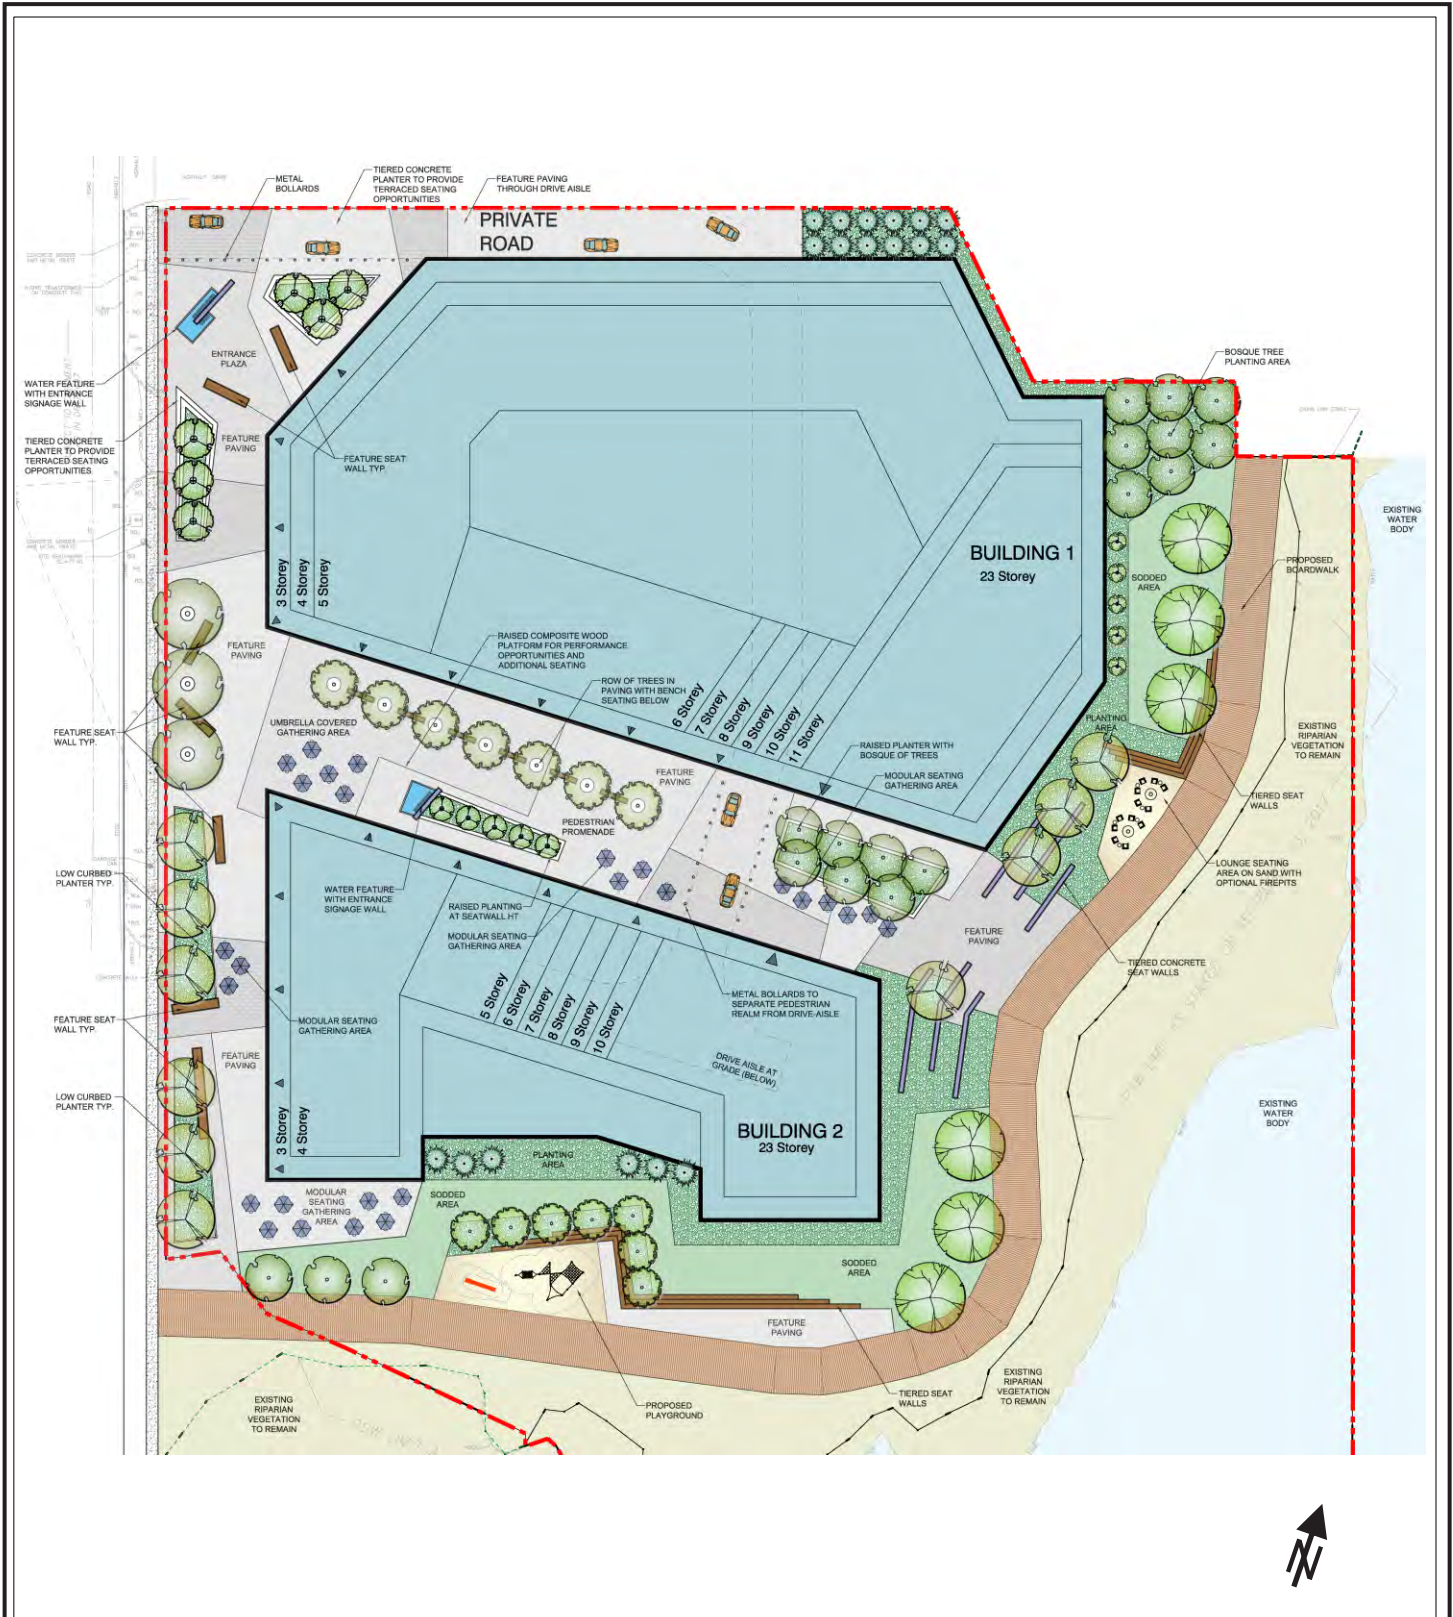 METAL
BOLLARDS
TIERED CONCRETE
PLANTER TO PROVIDE
TERRACED SEATING
OPPORTUNITIES
FEATURE PAVING
THROUGH DRIVE AISLE
PRIVATE
ROAD
ENTRANCE
PLAZA
WATER FEATURE
WITH ENTRANCE
SIGNAGE WALL
BOSQUE TREE
PLANTING AREA
TIERED CONCRETE
PLANTER TO PROVIDE
TERRACED SEATING
OPPORTUNITIES
FEATURE
PAVING
FEATURE SEAT
WALL TYP.
EXISTING
WATER
BODY
BUILDING 1
23 Storey
PROPOSED
BOARDWALK
SODDED
AREA
3 Storey
4 Storey
5 Storey
FEATURE
PAVING
RAISED COMPOSITE WOOD
PLATFORM FOR PERFORMANCE
OPPORTUNITIES AND
ADDITIONAL SEATING
ROW OF TREES IN
PAVING WITH BENCH
SEATING BELOW
6 Storey
7 Storey
8 Storey
9 Storey
10 Storey
11 Storey
UMBRELLA COVERED
GATHERING AREA
FEATURE SEAT
WALL TYP.
PLANTING
AREA
EXISTING
RIPARIAN
VEGETATION
TO REMAIN
RAISED PLANTER WITH
BOSQUE OF TREES
FEATURE
PAVING
MODULAR SEATING
GATHERING AREA
TIERED SEAT
WALLS
PEDESTRIAN
PROMENADE
LOW CURBED
PLANTER TYP.
LOUNGE SEATING
AREA ON SAND WITH
OPTIONAL FIREPITS
WATER FEATURE
WITH ENTRANCE
SIGNAGE WALL
RAISED PLANTING
AT SEATWALL HT
MODULAR SEATING
GATHERING AREA
FEATURE
PAVING
TIERED CONCRETE
SEAT WALLS
METAL BOLLARDS TO
SEPARATE PEDESTRIAN
REALM FROM DRIVE-AISLE
5 Storey
6 Storey
7 Storey
8 Storey
9 Storey
10 Storey
FEATURE SEAT
WALL TYP.
MODULAR SEATING
GATHERING AREA
FEATURE
PAVING
DRIVE AISLE AT
GRADE (BELOW)
LOW CURBED
PLANTER TYP.
EXISTING
WATER
BODY
3 Storey
4 Storey
BUILDING 2
23 Storey
PLANTING
AREA
MODULAR
SEATING
GATHERING
AREA
SODDED
AREA
SODDED
AREA
FEATURE
PAVING
EXISTING
RIPARIAN
VEGETATION
TO REMAIN
TIERED SEAT
WALLS
EXISTING
RIPARIAN
VEGETATION
TO REMAIN
PROPOSED
PLAYGROUND
N